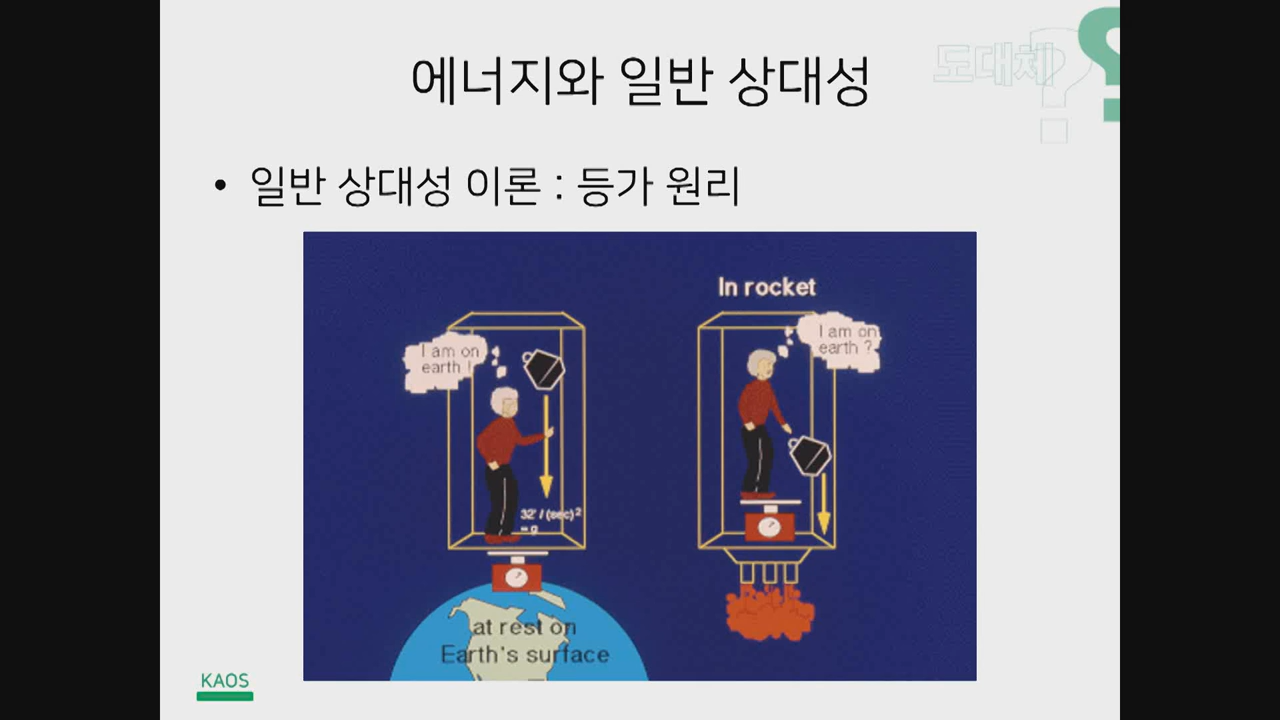 도대체
?
에너지와 일반 상대성
• 일반 상대성 이론 : 등가 원리
In rocket
I am on
earth !
I am on
earth ?
32' / (sec)²
= g
at rest on
Earth's surface
KAOS